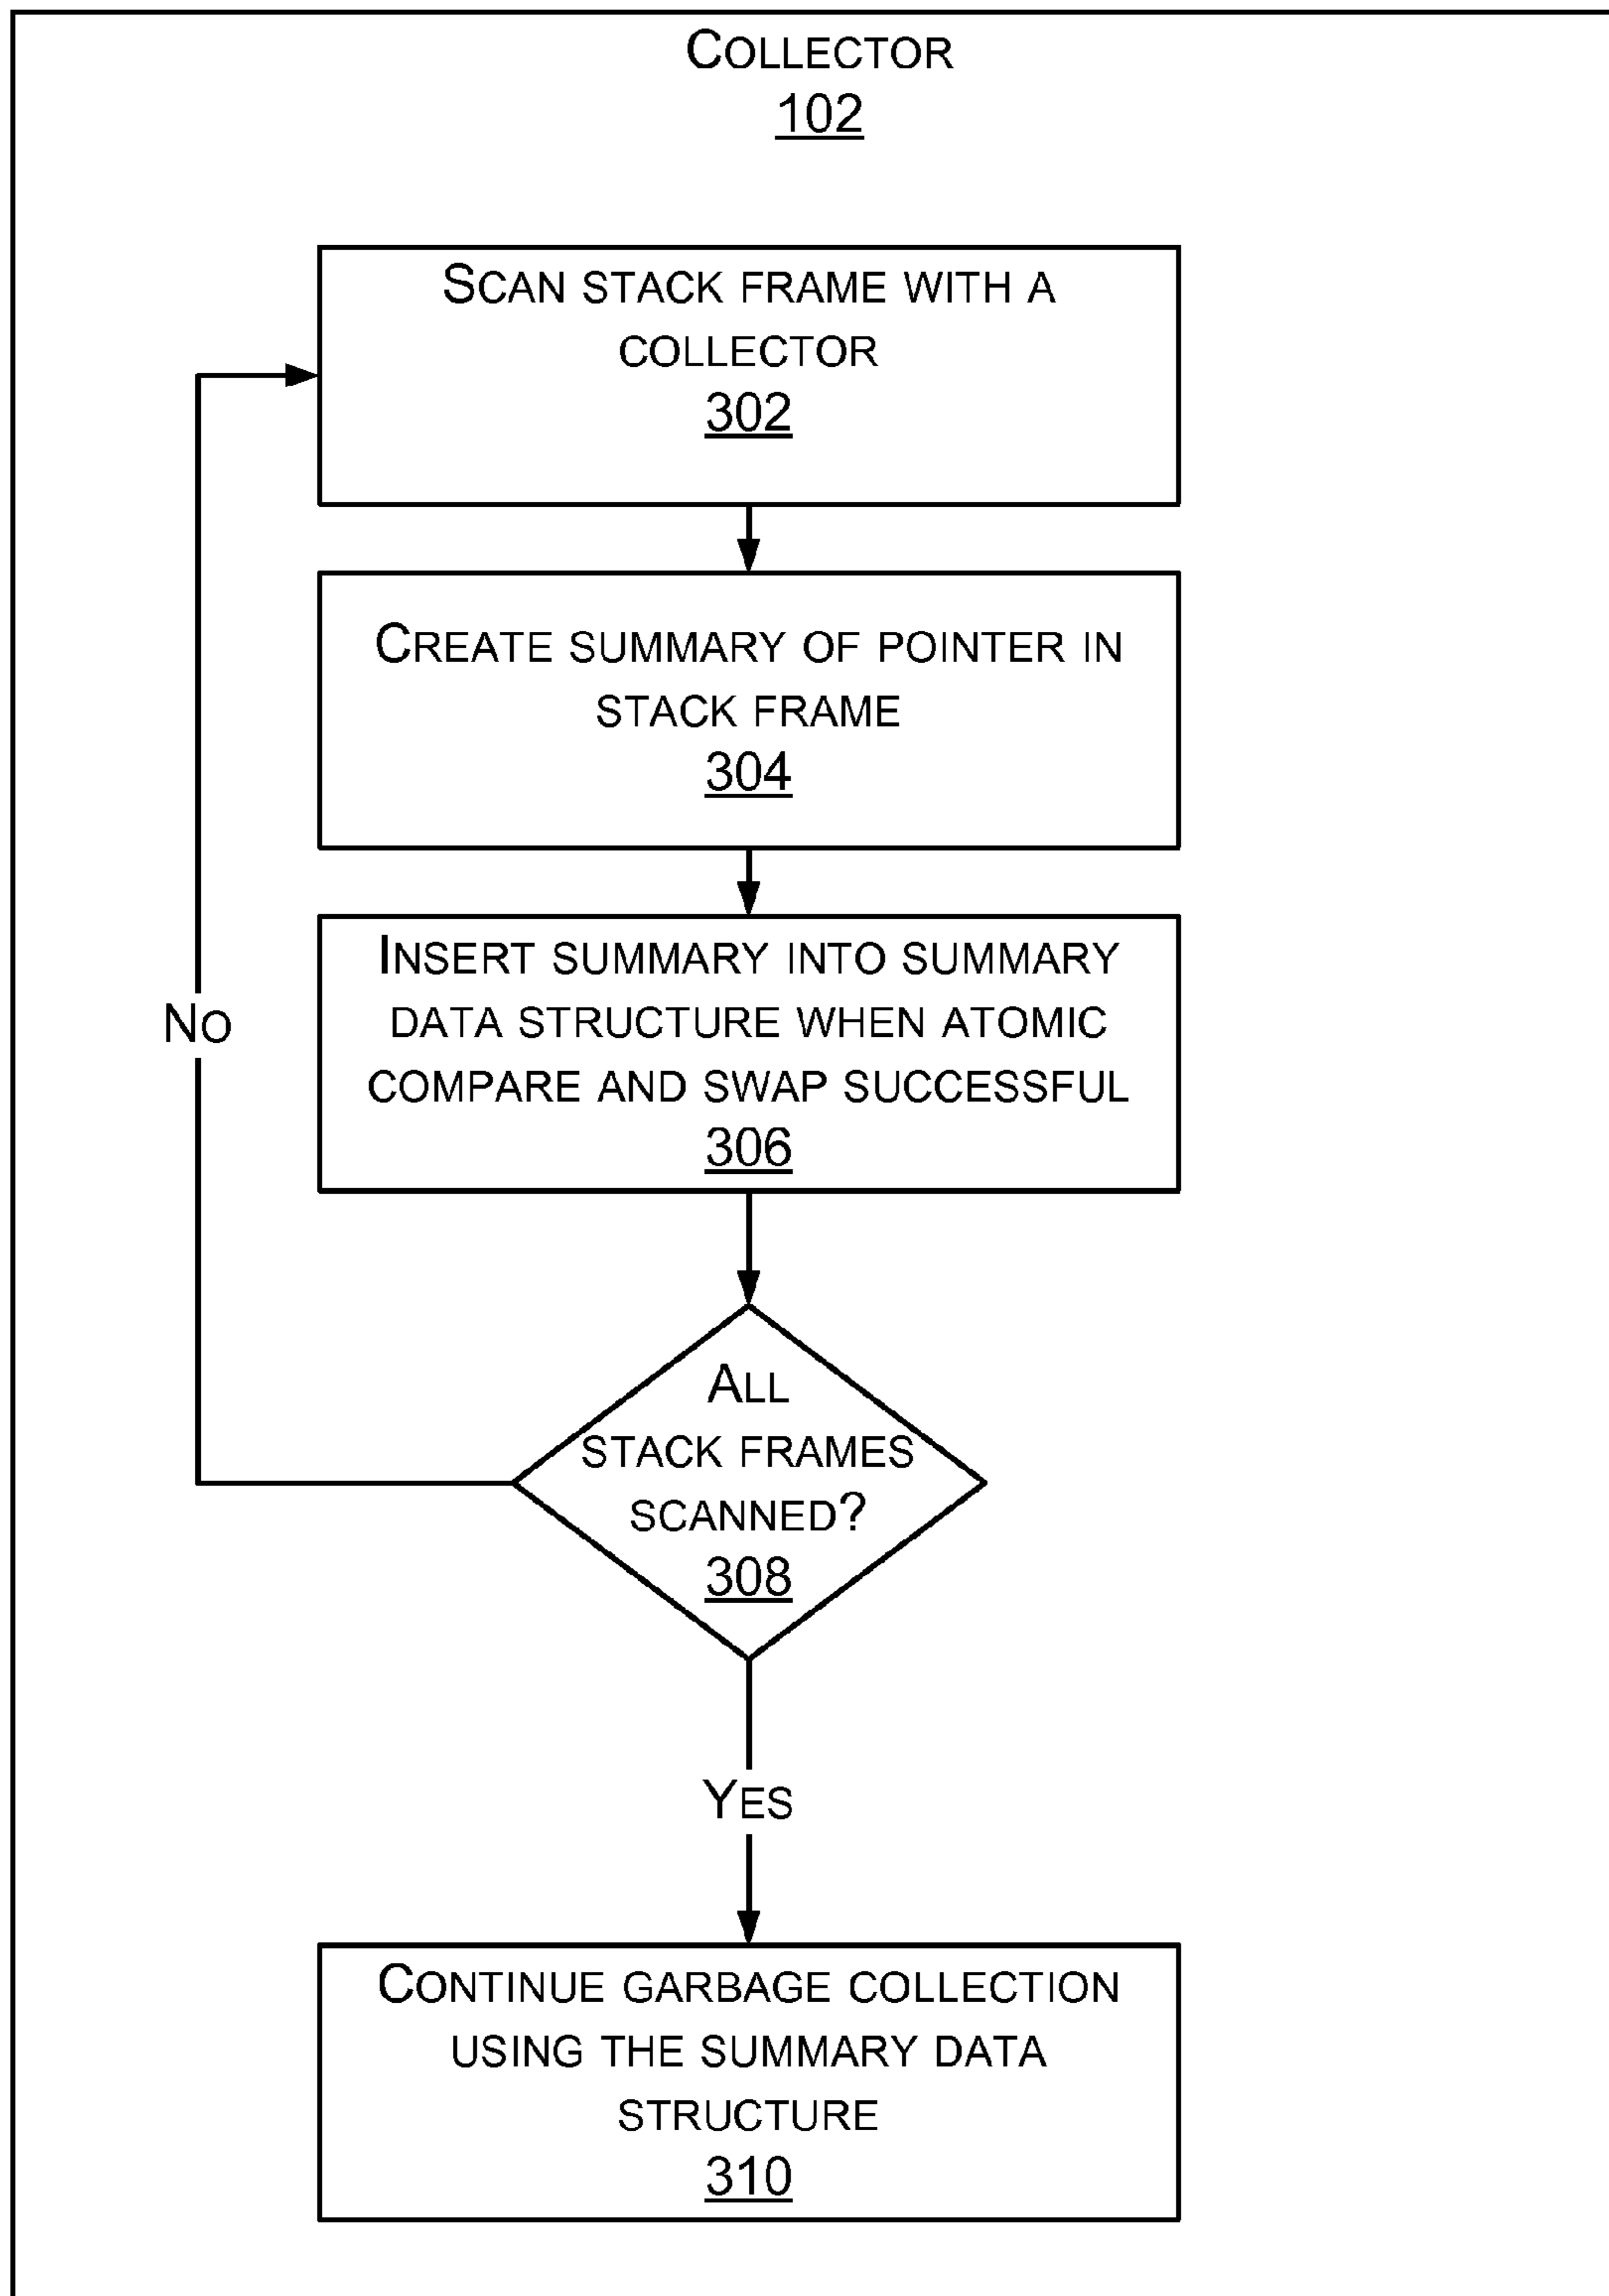 COLLECTOR
102
SCAN STACK FRAME WITH A
COLLECTOR
302
CREATE SUMMARY OF POINTER IN
STACK FRAME
304
INSERT SUMMARY INTO SUMMARY
DATA STRUCTURE WHEN ATOMIC
COMPARE AND SWAP SUCCESSFUL
306
NO
ALL
STACK FRAMES
SCANNED?
308
YES
CONTINUE GARBAGE COLLECTION
USING THE SUMMARY DATA
STRUCTURE
310